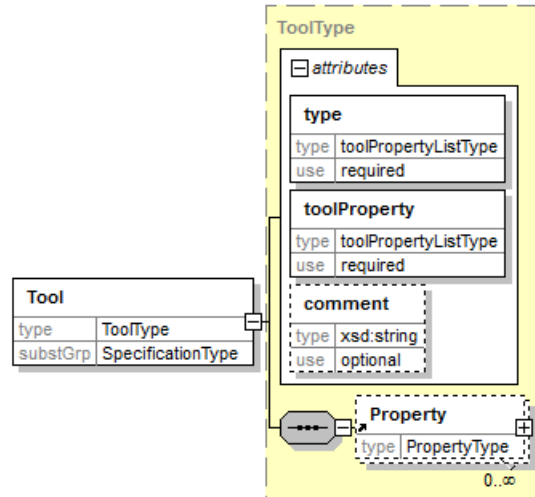 ToolType
attributes
type
type toolPropertyListType
use required
toolProperty
type toolPropertyListType
use required
Tool
type ToolType
substGrp SpecificationType
comment
type xsd:string
use optional
Property
type PropertyType
0..∞